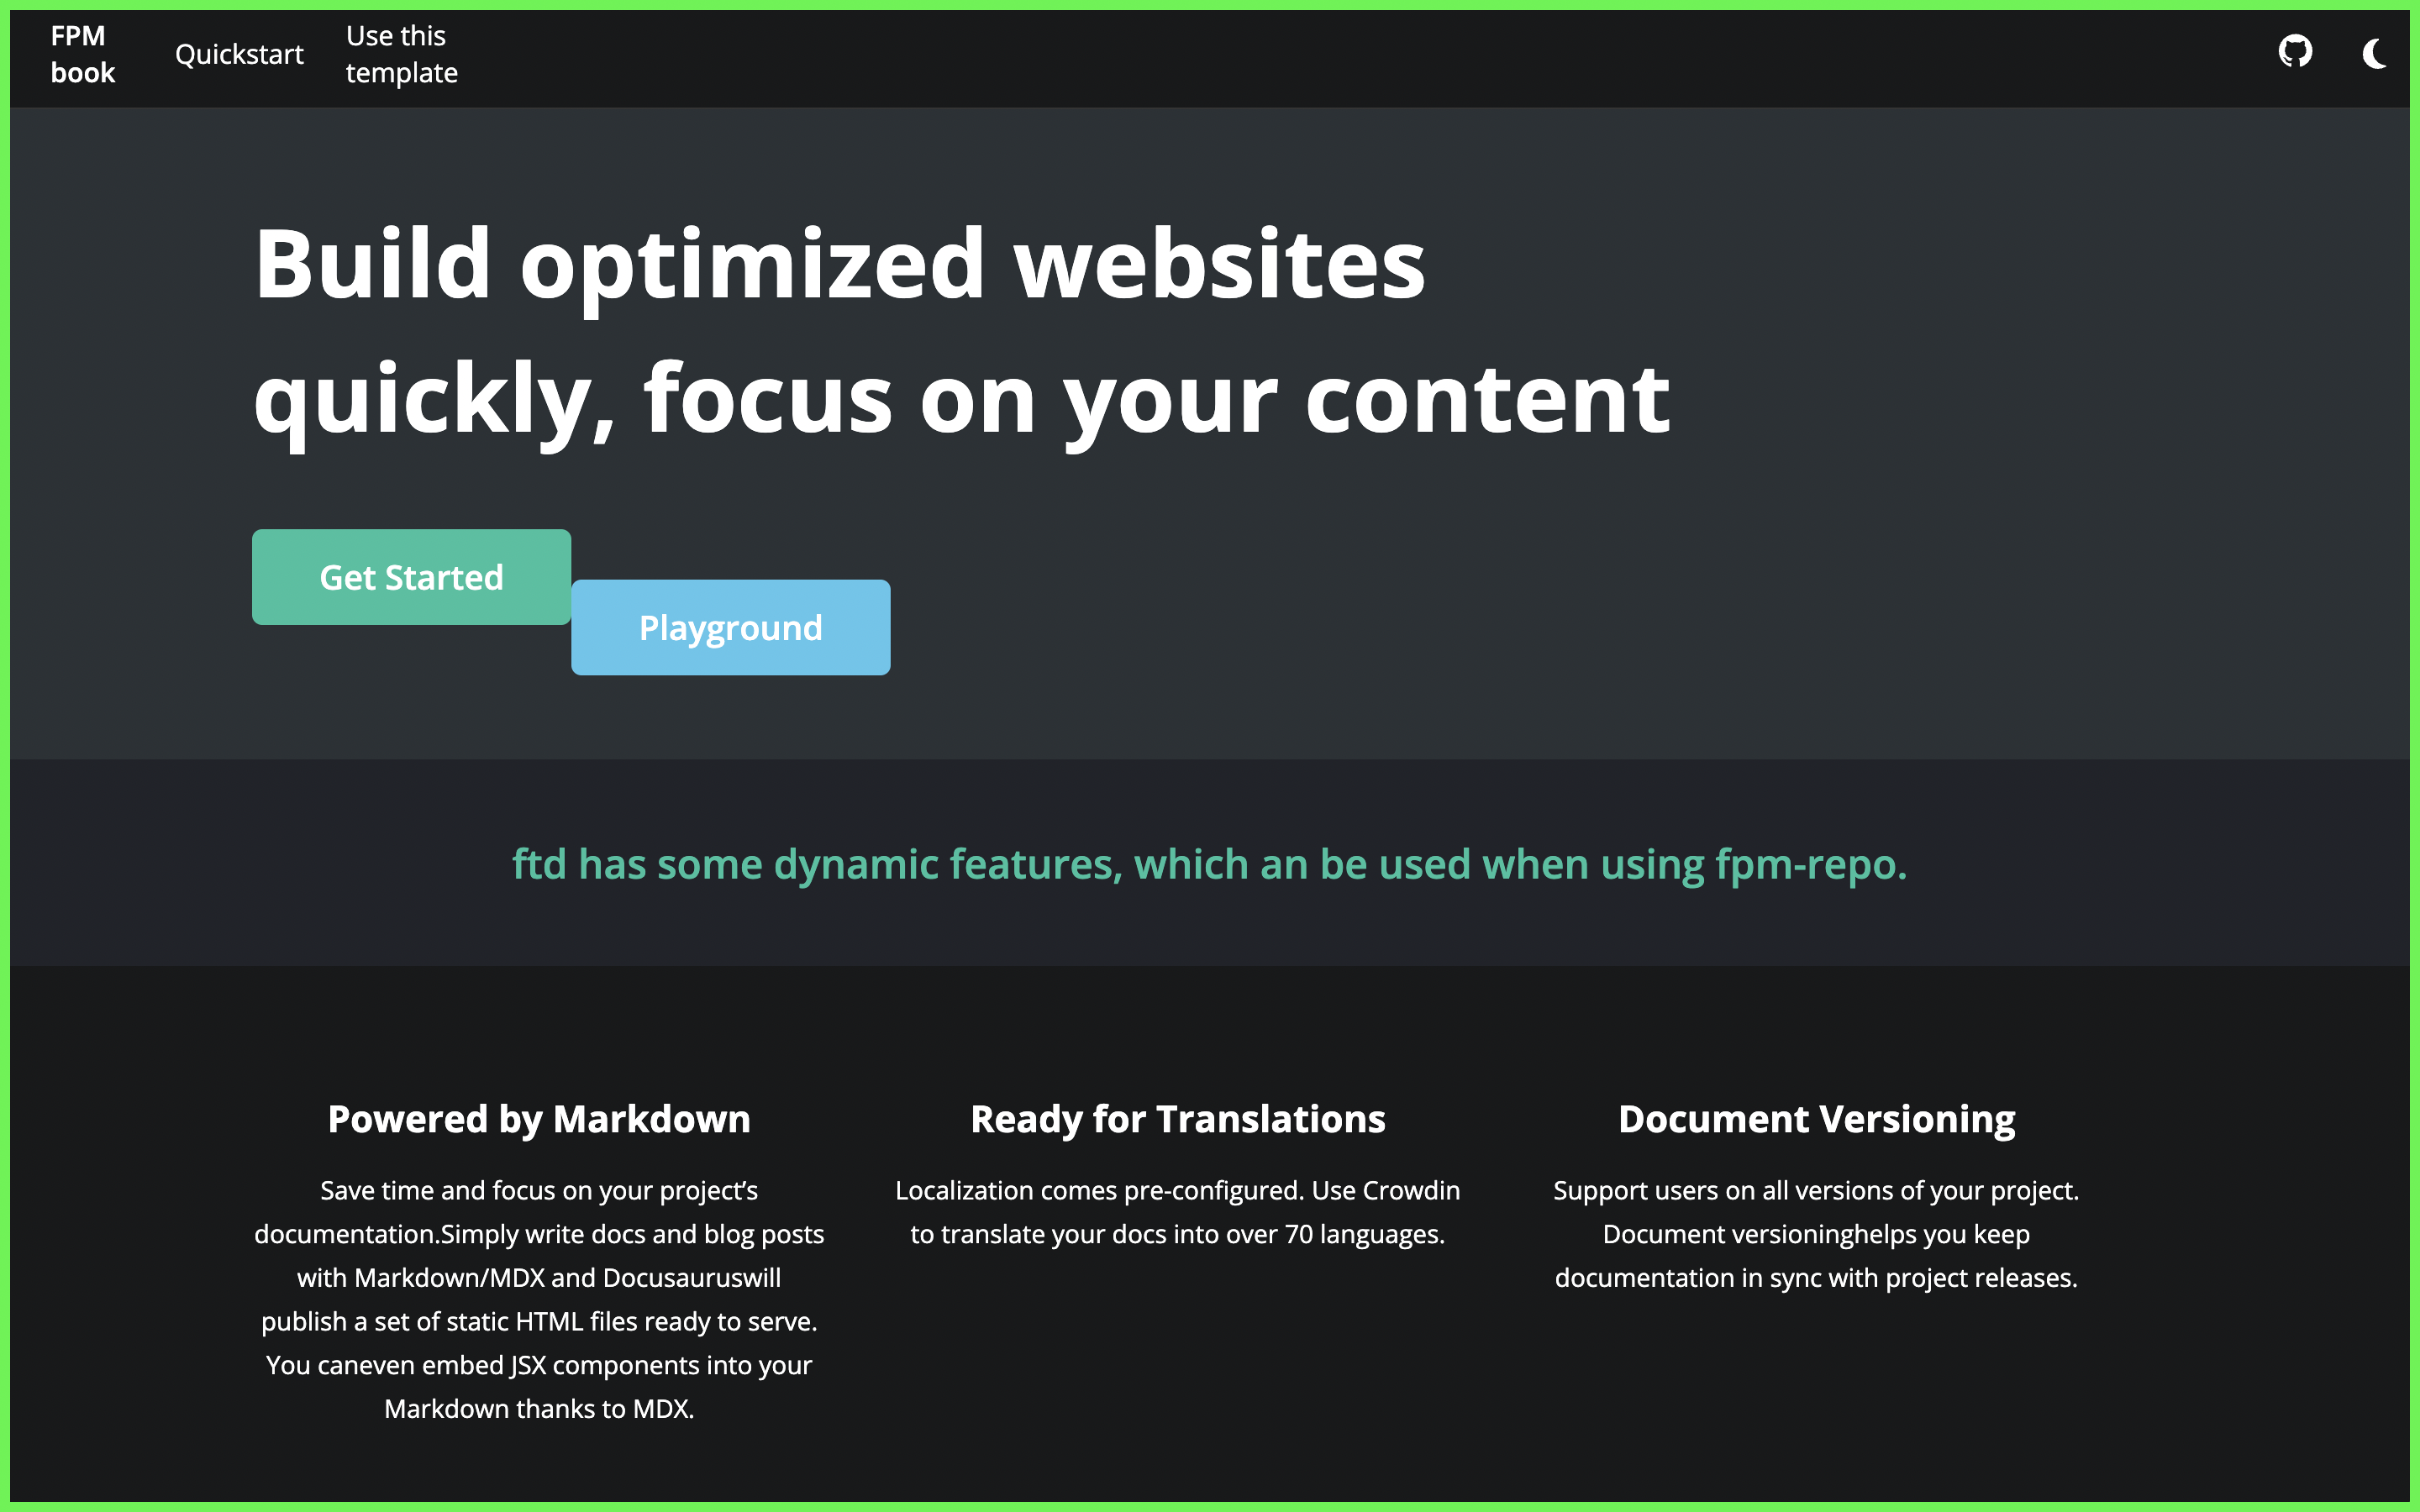 FPM
book
Quickstart
Use this
template
Build optimized websites
quickly, focus on your content
Get Started
Playground
ftd has some dynamic features, which an be used when using fpm-repo.
Powered by Markdown
Save time and focus on your project’s
documentation.Simply write docs and blog posts
with Markdown/MDX and Docusauruswill
publish a set of static HTML files ready to serve.
You caneven embed JSX components into your
Markdown thanks to MDX.
Ready for Translations
Localization comes pre-configured. Use Crowdin
to translate your docs into over 70 languages.
Document Versioning
Support users on all versions of your project.
Document versioninghelps you keep
documentation in sync with project releases.